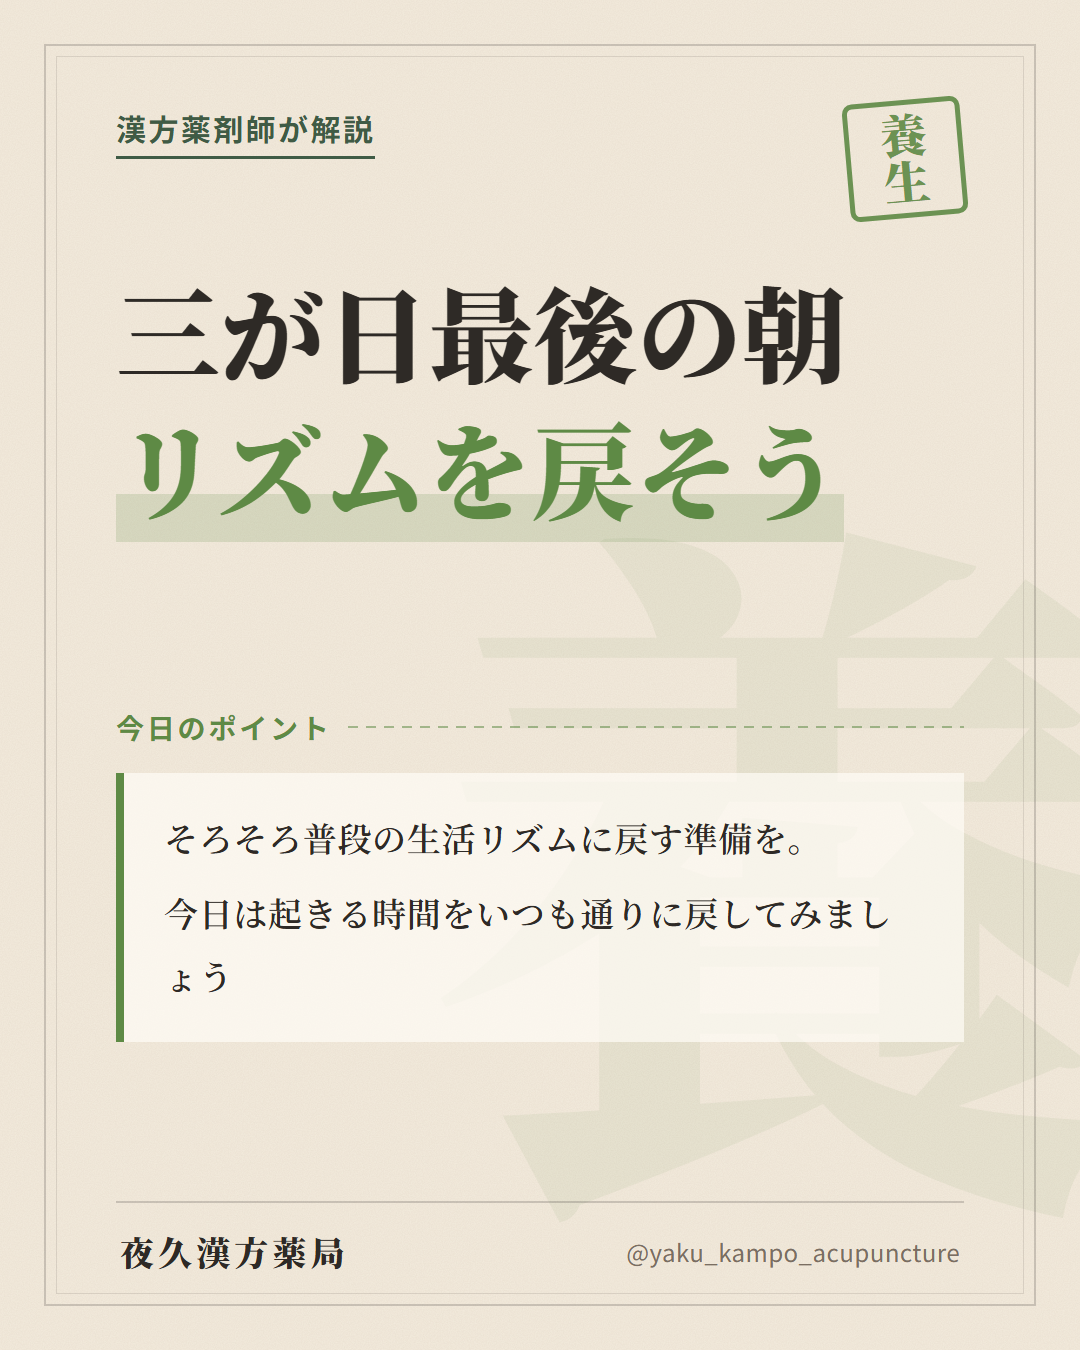 漢方薬剤師が解説
養生
三が日最後の朝
リズムを戻そう
今日のポイント
そろそろ普段の生活リズムに戻す準備を。
今日は起きる時間をいつも通りに戻してみまし
ょう
夜久漢方薬局
@yaku_kampo_acupuncture
養